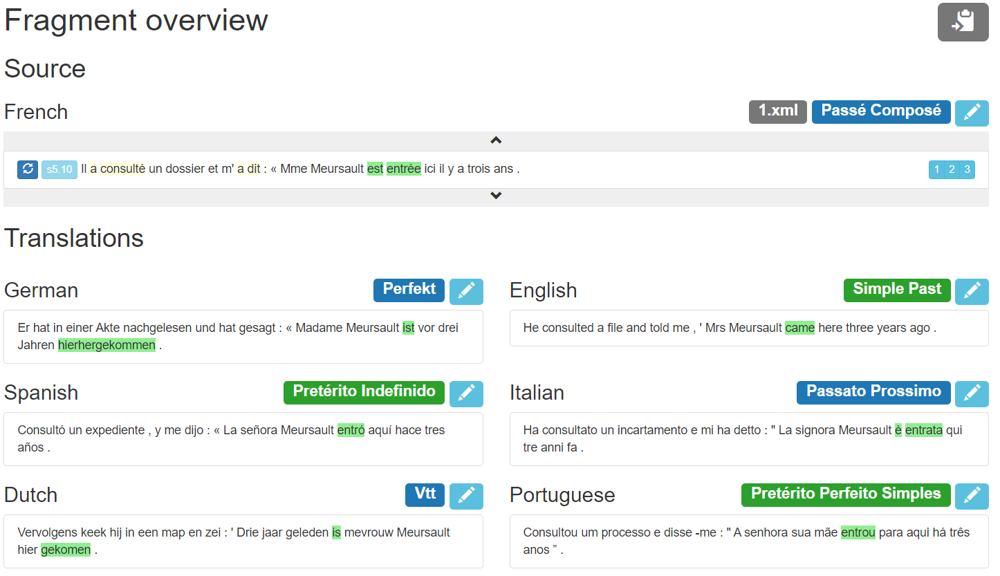 Fragment overview
Source
French
1.xml Passé Composé
s5.10 Il a consulté un dossier et m' a dit : « Mme Meursault est entrée ici il y a trois ans . 1 2 3
Translations
German Perfekt
Er hat in einer Akte nachgelesen und hat gesagt : « Madame Meursault ist vor drei
Jahren hierhergekommen .
English Simple Past
He consulted a file and told me , ' Mrs Meursault came here three years ago .
Spanish Pretérito Indefinido
Consultó un expediente , y me dijo : « La señora Meursault entró aquí hace tres
años .
Italian Passato Prossimo
Ha consultato un incartamento e mi ha detto : " La signora Meursault è entrata qui
tre anni fa .
Dutch Vtt
Vervolgens keek hij in een map en zei : ' Drie jaar geleden is mevrouw Meursault
hier gekomen .
Portuguese Pretérito Perfeito Simples
Consultou um processo e disse -me : " A senhora sua mãe entrou para aqui há três
anos ” .